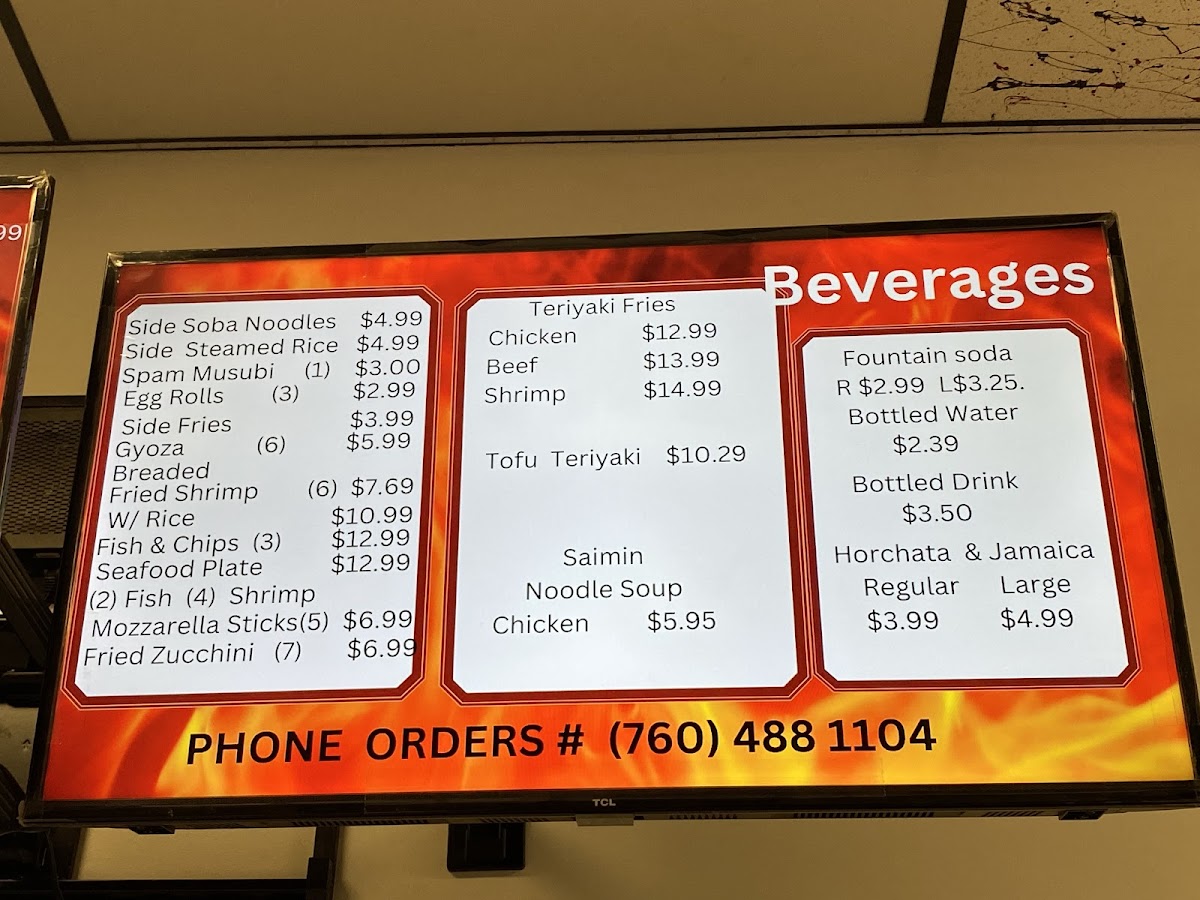 99
Side Soba Noodles $4.99
Side Steamed Rice $4.99
Spam Musubi (1) $3.00
Egg Rolls (3) $2.99
Side Fries $3.99
Gyoza (6) $5.99
Breaded
Fried Shrimp (6) $7.69
W/ Rice $10.99
Fish & Chips (3) $12.99
Seafood Plate $12.99
(2) Fish (4) Shrimp
Mozzarella Sticks(5) $6.99
Fried Zucchini (7) $6.99
Teriyaki Fries
Chicken $12.99
Beef $13.99
Shrimp $14.99
Tofu Teriyaki $10.29
Saimin
Noodle Soup
Chicken $5.95
Beverages
Fountain soda
R $2.99 L$3.25.
Bottled Water
$2.39
Bottled Drink
$3.50
Horchata & Jamaica
Regular Large
$3.99 $4.99
PHONE ORDERS # (760) 488 1104
TCL